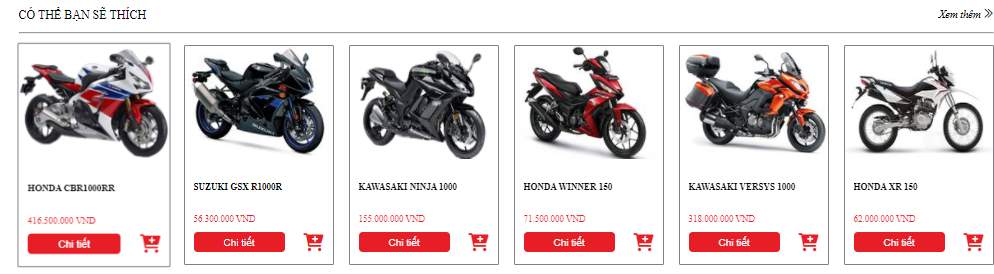 CÓ THỂ BẠN SẼ THÍCH
Xem thêm
HONDA CBR1000RR
416.500.000 VND
Chi tiết
SUZUKI GSX R1000R
56.300.000 VND
Chi tiết
KAWASAKI NINJA 1000
155.000.000 VND
Chi tiết
HONDA WINNER 150
71.500.000 VND
Chi tiết
KAWASAKI VERSYS 1000
318.000.000 VND
Chi tiết
HONDA XR 150
62.000.000 VND
Chi tiết